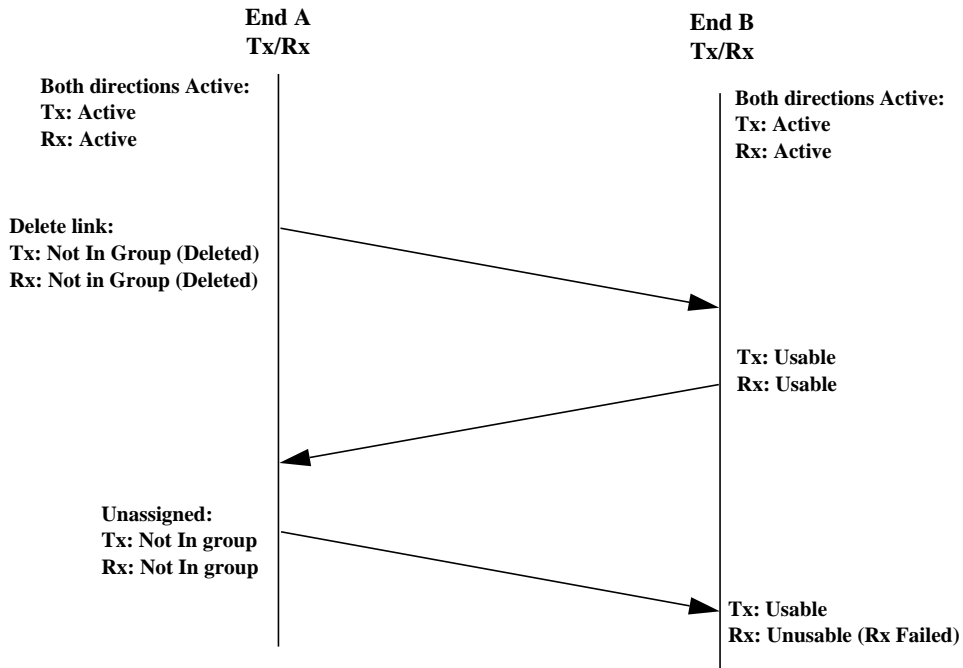 End A
Tx/Rx
End B
Tx/Rx
Both directions Active:
Tx: Active
Rx: Active
Both directions Active:
Tx: Active
Rx: Active
Delete link:
Tx: Not In Group (Deleted)
Rx: Not in Group (Deleted)
Tx: Usable
Rx: Usable
Unassigned:
Tx: Not In group
Rx: Not In group
Tx: Usable
Rx: Unusable (Rx Failed)